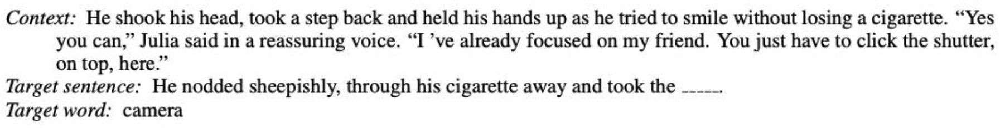 Context: He shook his head, took a step back and held his hands up as he tried to smile without losing a cigarette. “Yes
you can,” Julia said in a reassuring voice. “I ’ve already focused on my friend. You just have to click the shutter,
on top, here.”
Target sentence: He nodded sheepishly, through his cigarette away and took the _____.
Target word: camera